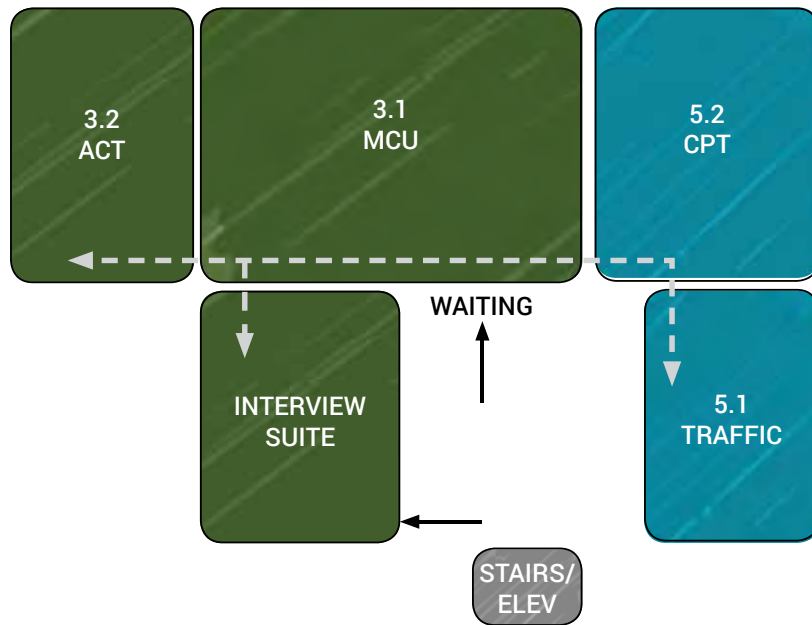 3.2
ACT
3.1
MCU
5.2
CPT
WAITING
INTERVIEW
SUITE
5.1
TRAFFIC
STAIRS/
ELEV